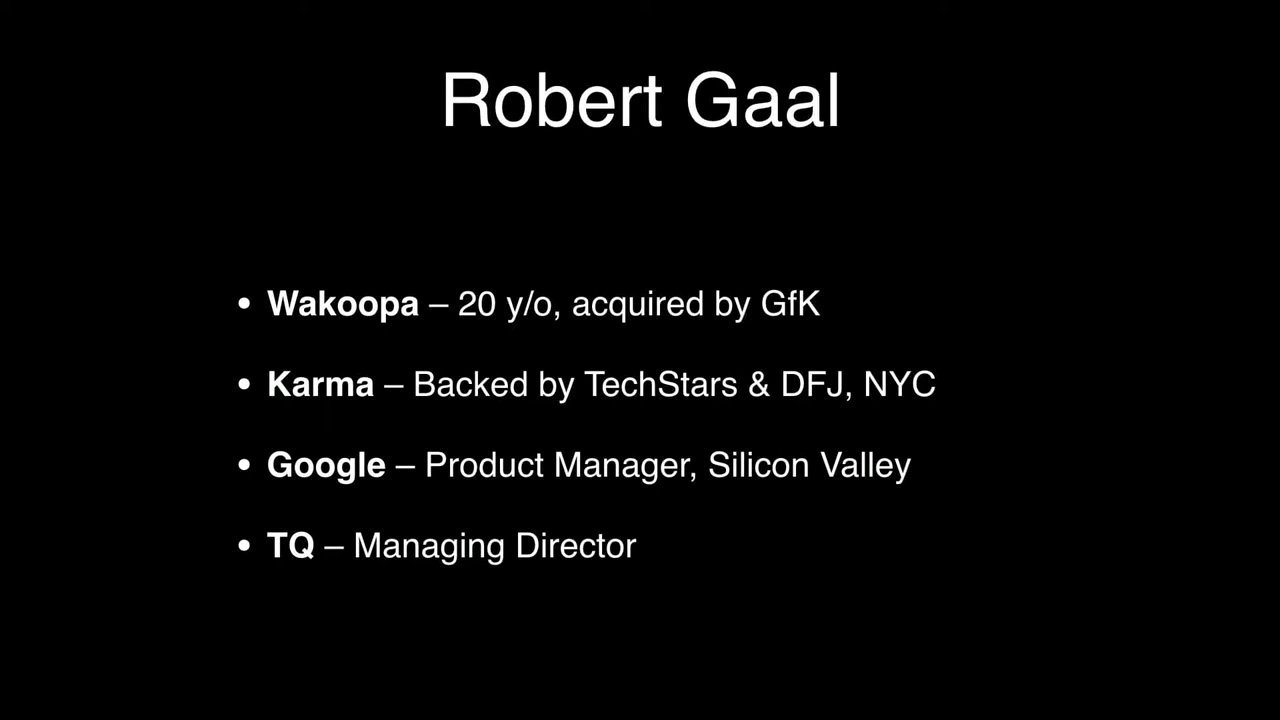 Robert Gaal
• Wakoopa – 20 y/o, acquired by GfK
• Karma – Backed by TechStars & DFJ, NYC
• Google – Product Manager, Silicon Valley
• TQ – Managing Director